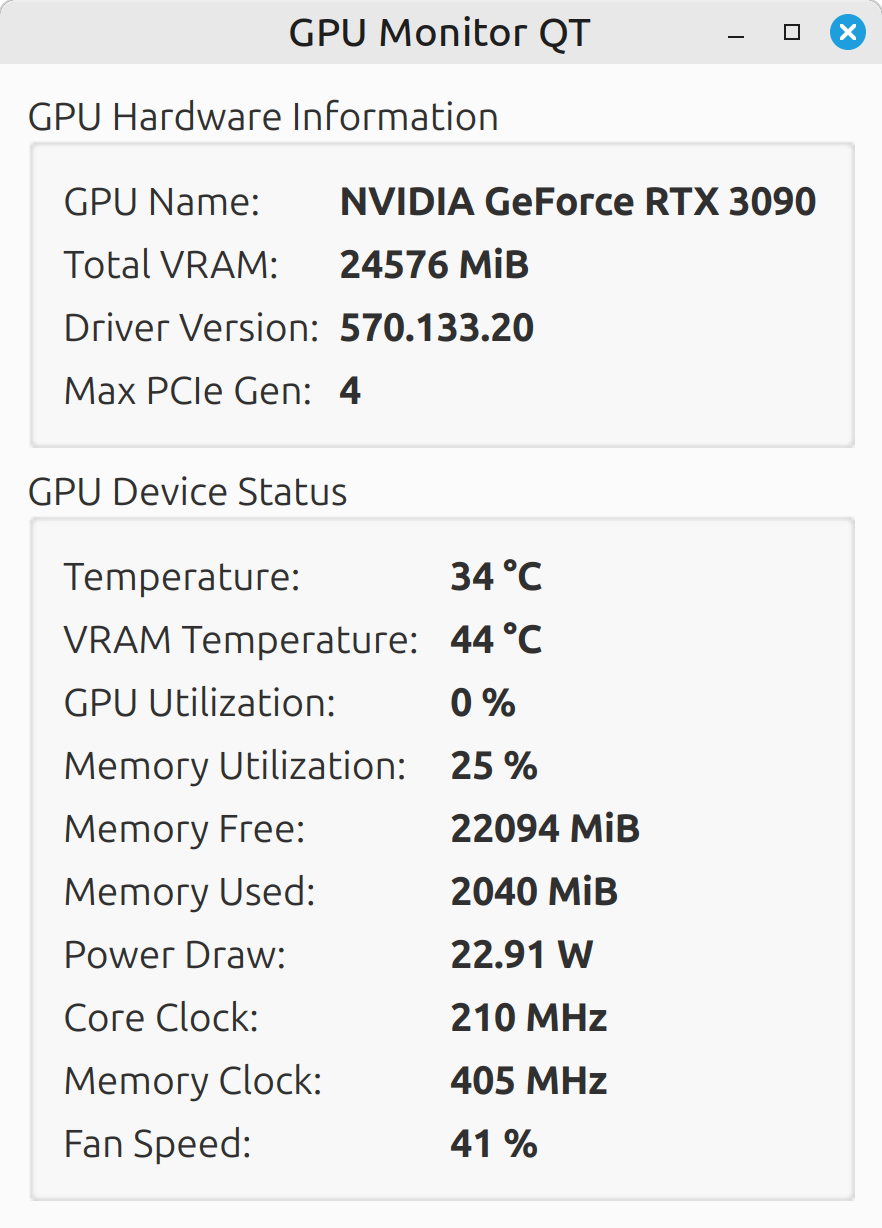 GPU Monitor QT
GPU Hardware Information
GPU Name: NVIDIA GeForce RTX 3090
Total VRAM: 24576 MiB
Driver Version: 570.133.20
Max PCIe Gen: 4
GPU Device Status
Temperature: 34 °C
VRAM Temperature: 44 °C
GPU Utilization: 0 %
Memory Utilization: 25 %
Memory Free: 22094 MiB
Memory Used: 2040 MiB
Power Draw: 22.91 W
Core Clock: 210 MHz
Memory Clock: 405 MHz
Fan Speed: 41 %